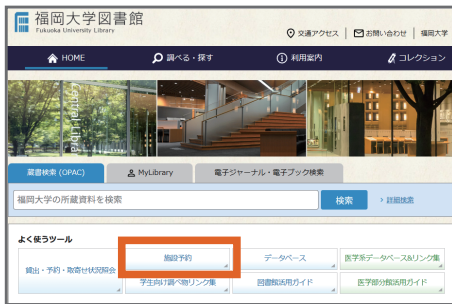 福岡大学図書館
Fukuoka University Library
交通アクセス お問い合わせ 福岡大学
HOME 調べる・探す 利用案内 コレクション
Central Library
蔵書検索 (OPAC) MyLibrary 電子ジャーナル・電子ブック検索
福岡大学の所蔵資料を検索 検索 > 詳細検索
よく使うツール
貸出・予約・取寄せ状況照会
施設予約 データベース 医学系データベース&リンク集
学生向け調べ物リンク集 図書館活用ガイド 医学部分館活用ガイド